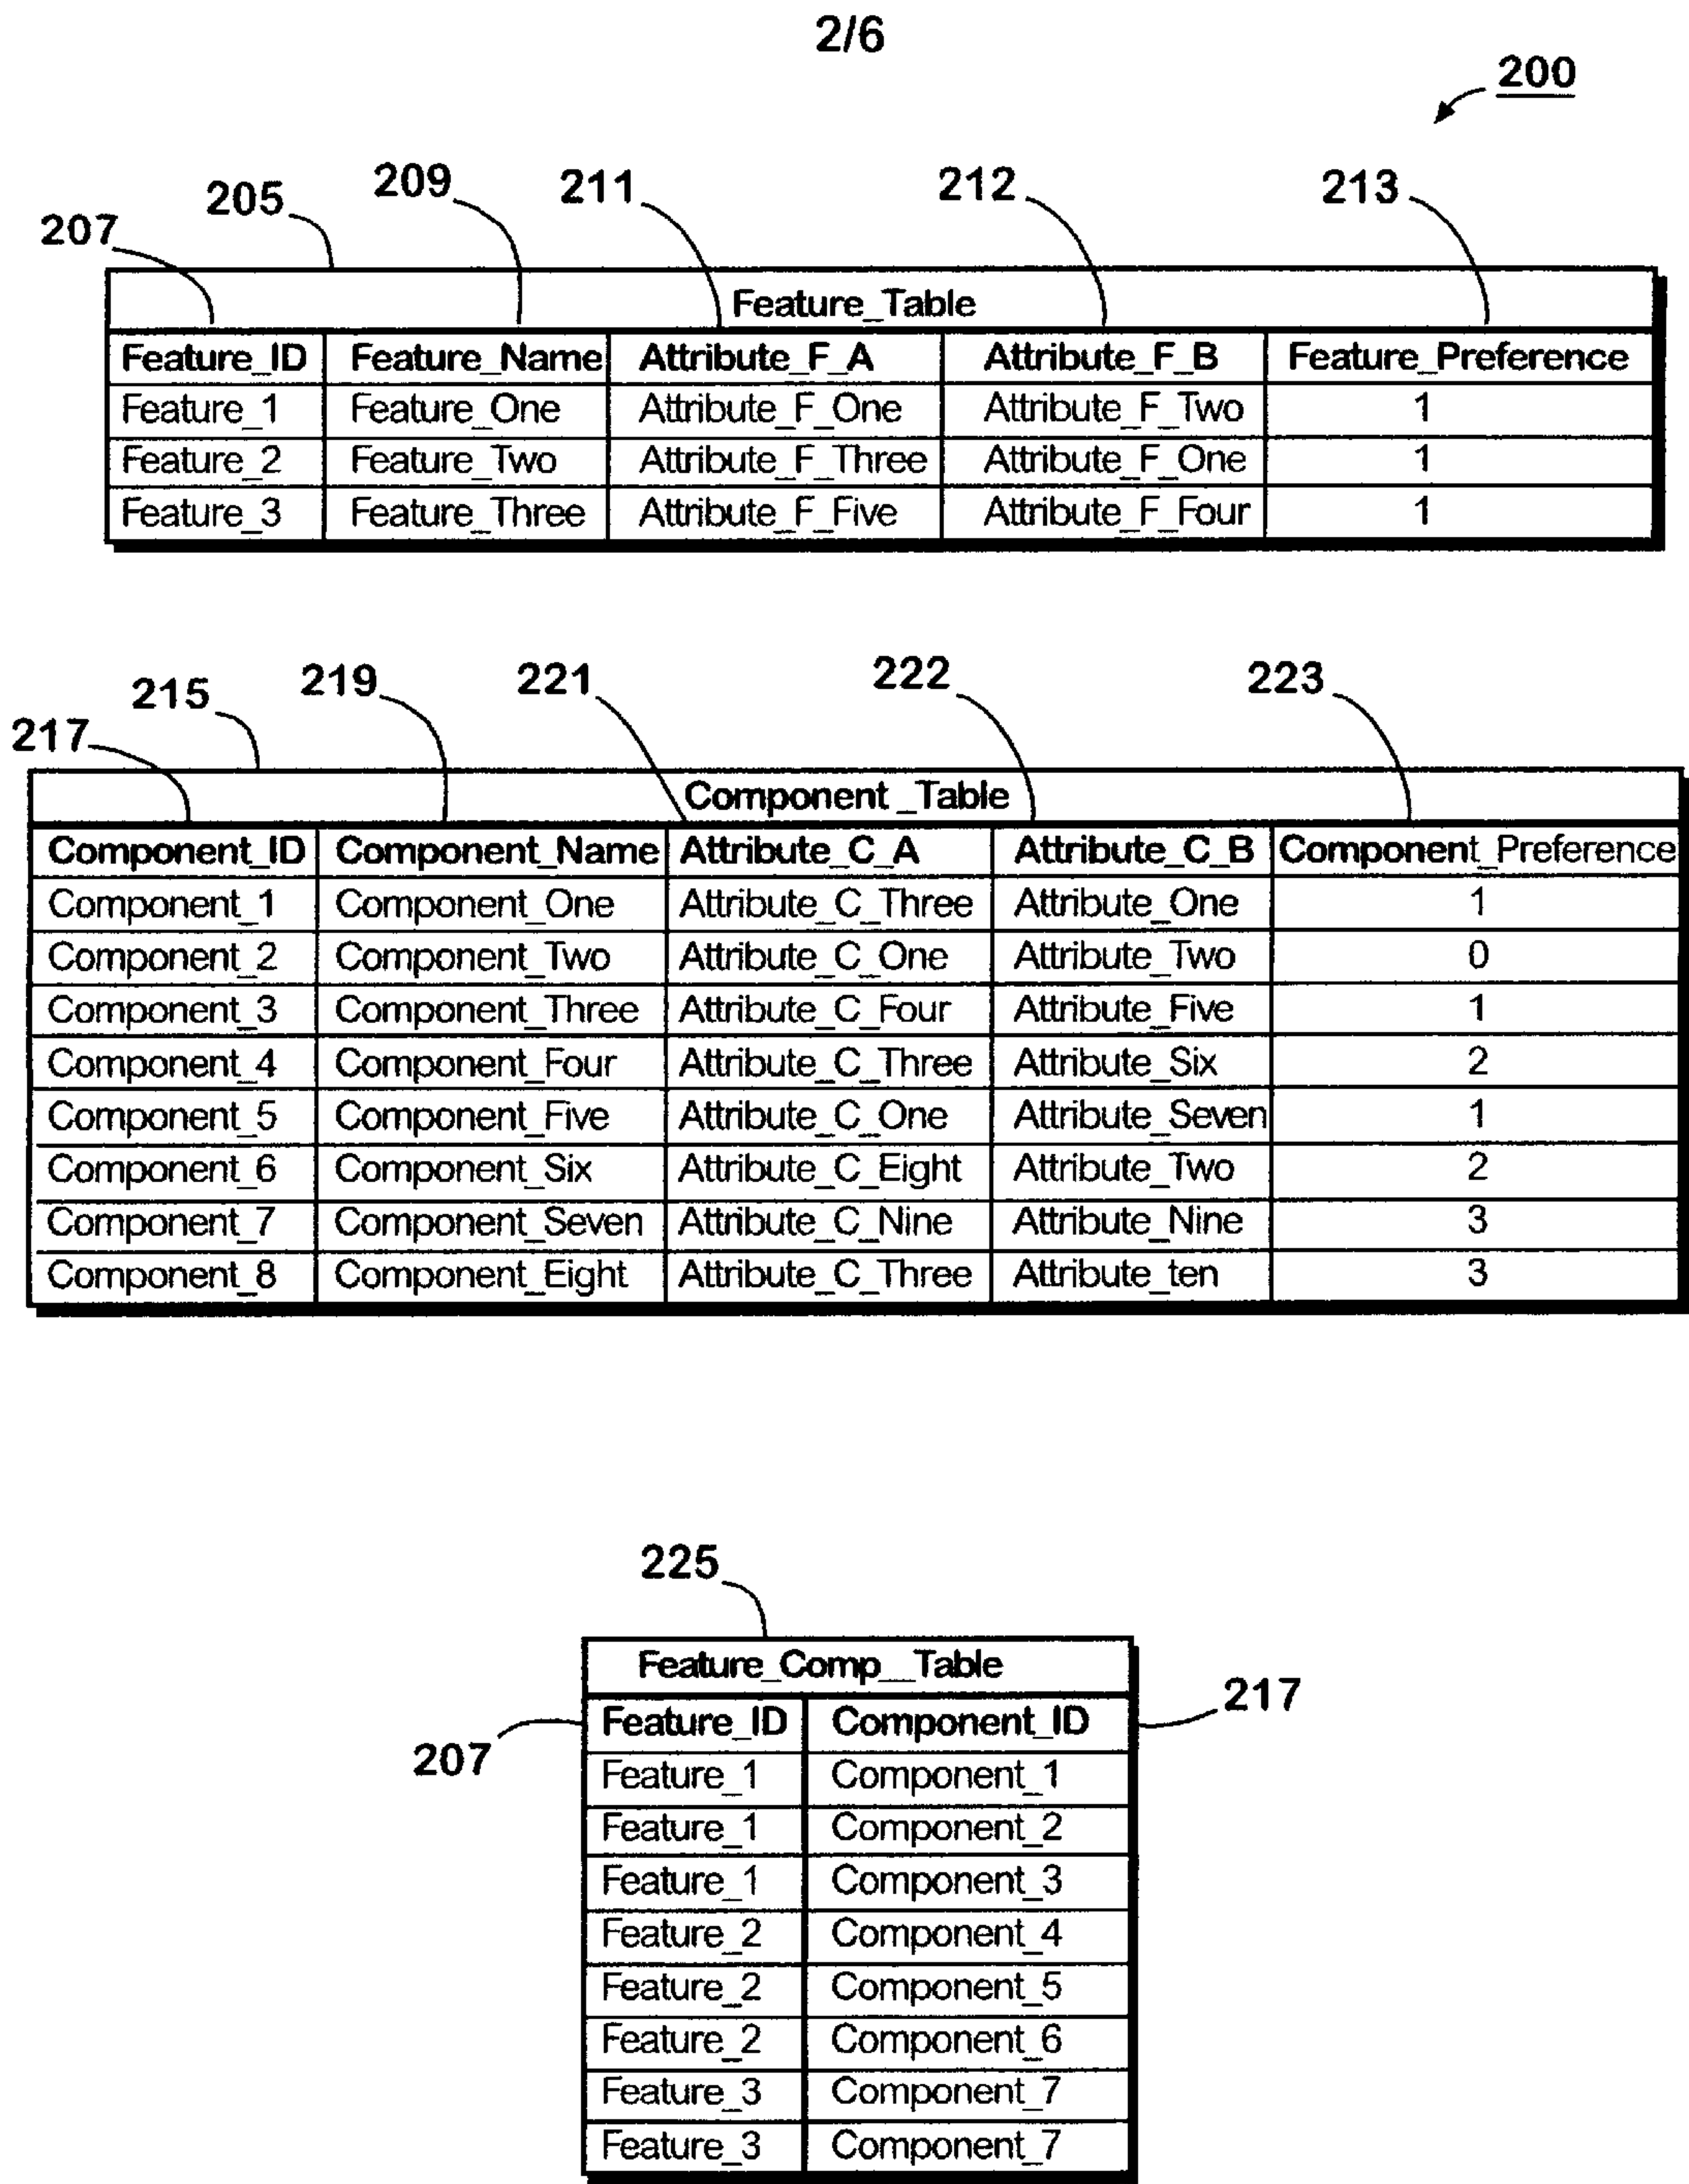 2/6
200
207 205 209 211 212 213
Feature_Table
Feature_ID Feature_Name Attribute_F_A Attribute_F_B Feature_Preference
Feature_1 Feature_One Attribute_F_One Attribute_F_Two 1
Feature_2 Feature_Two Attribute_F_Three Attribute_F_One 1
Feature_3 Feature_Three Attribute_F_Five Attribute_F_Four 1
217 215 219 221 222 223
Component_Table
Component_ID Component_Name Attribute_C_A Attribute_C_B Component_Preference
Component_1 Component_One Attribute_C_Three Attribute_One 1
Component_2 Component_Two Attribute_C_One Attribute_Two 0
Component_3 Component_Three Attribute_C_Four Attribute_Five 1
Component_4 Component_Four Attribute_C_Three Attribute_Six 2
Component_5 Component_Five Attribute_C_One Attribute_Seven 1
Component_6 Component_Six Attribute_C_Eight Attribute_Two 2
Component_7 Component_Seven Attribute_C_Nine Attribute_Nine 3
Component_8 Component_Eight Attribute_C_Three Attribute_ten 3
225
Feature_Comp__Table
207 Feature_ID Component_ID 217
Feature_1 Component_1
Feature_1 Component_2
Feature_1 Component_3
Feature_2 Component_4
Feature_2 Component_5
Feature_2 Component_6
Feature_3 Component_7
Feature_3 Component_7